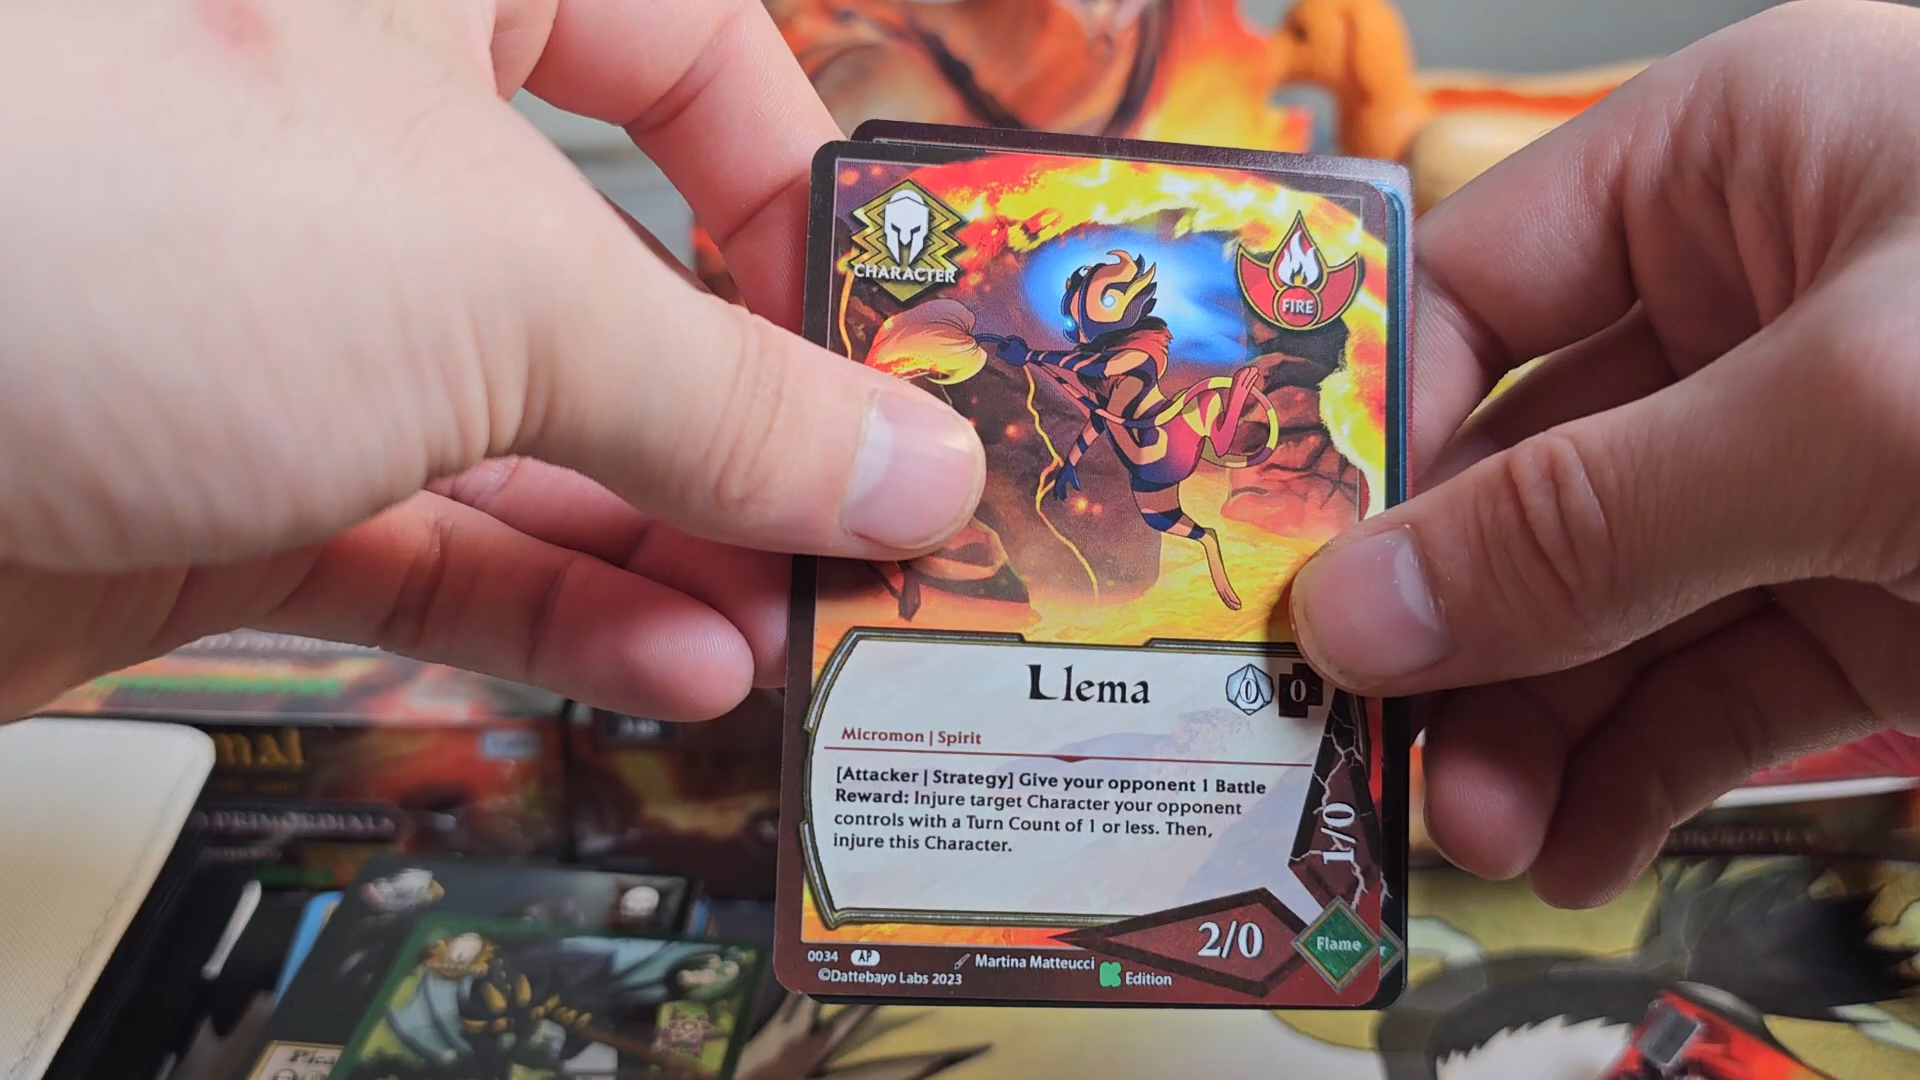 CHARACTER
FIRE
Llema
0
0
Micromon | Spirit
[Attacker | Strategy] Give your opponent 1 Battle
Reward: Injure target Character your opponent
controls with a Turn Count of 1 or less. Then,
injure this Character.
1/0
2/0
Flame
0034 AP
Martina Matteucci
©Dattebayo Labs 2023
K Edition
mal
PRIMORDIALS